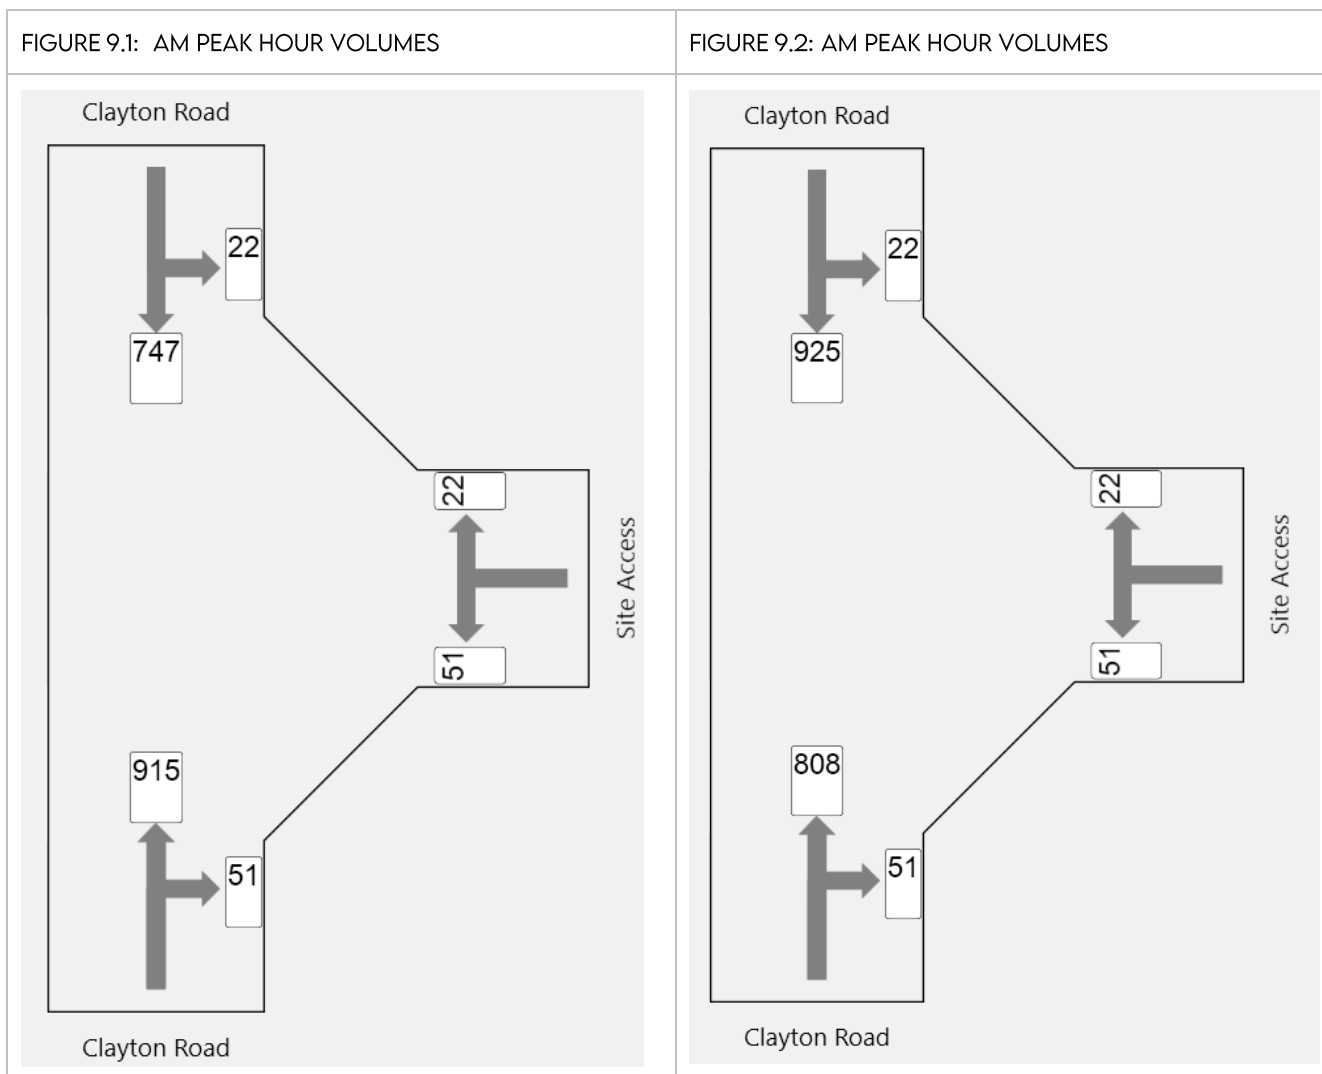 FIGURE 9.1: AM PEAK HOUR VOLUMES
Clayton Road
22
747
22
Site Access
51
915
51
Clayton Road
FIGURE 9.2: AM PEAK HOUR VOLUMES
Clayton Road
22
925
22
Site Access
51
808
51
Clayton Road